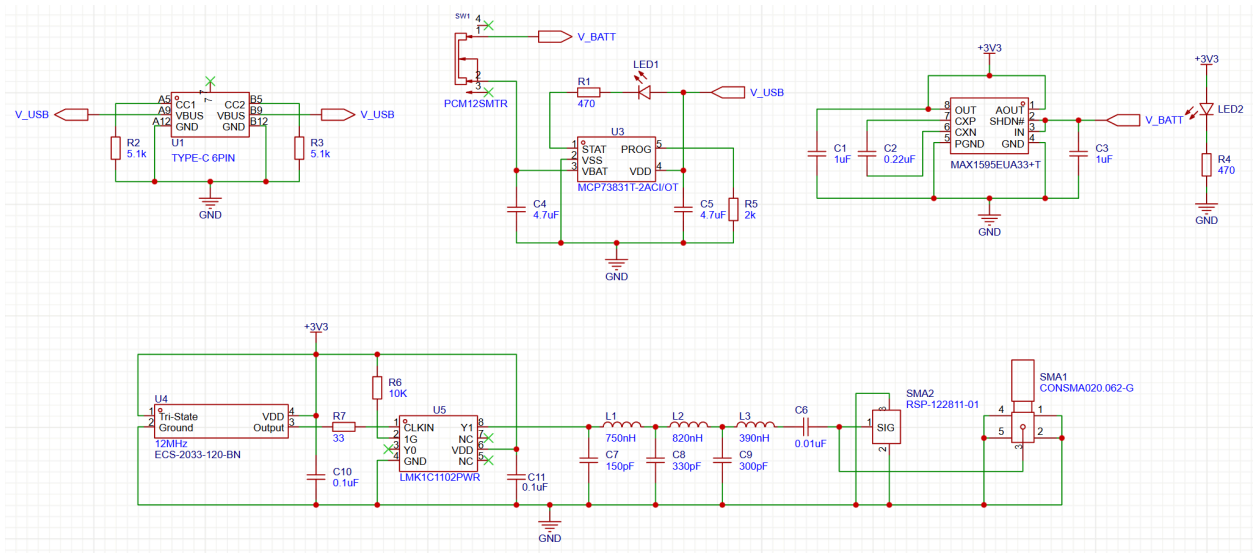 SW1
4
1
2
3
PCM12SMTR
V_BATT
V_USB
A5
A9
A12
CC1
VBUS
GND
7
7
CC2
VBUS
GND
B5
B9
B12
U1
TYPE-C 6PIN
V_USB
R2
5.1k
R3
5.1k
GND
R1
470
LED1
V_USB
U3
1
2
3
STAT
VSS
VBAT
PROG
VDD
5
4
MCP73831T-2ACI/OT
C4
4.7uF
C5
4.7uF
R5
2k
GND
+3V3
8
7
6
5
OUT
CXP
CXN
PGND
AOUT
SHDN#
IN
GND
1
2
3
4
MAX1595EUA33+T
V_BATT
C1
1uF
C2
0.22uF
C3
1uF
GND
+3V3
LED2
R4
470
GND
+3V3
U4
1
2
Tri-State
Ground
VDD
Output
4
3
12MHz
ECS-2033-120-BN
R7
33
R6
10K
C10
0.1uF
U5
1
2
3
4
CLKIN
1G
Y0
GND
Y1
NC
VDD
NC
8
7
6
5
LMK1C1102PWR
C11
0.1uF
L1
750nH
L2
820nH
L3
390nH
C6
0.01uF
C7
150pF
C8
330pF
C9
300pF
GND
SMA2
RSP-122811-01
3
1
SIG
2
SMA1
CONSMA020.062-G
4
5
1
2
3